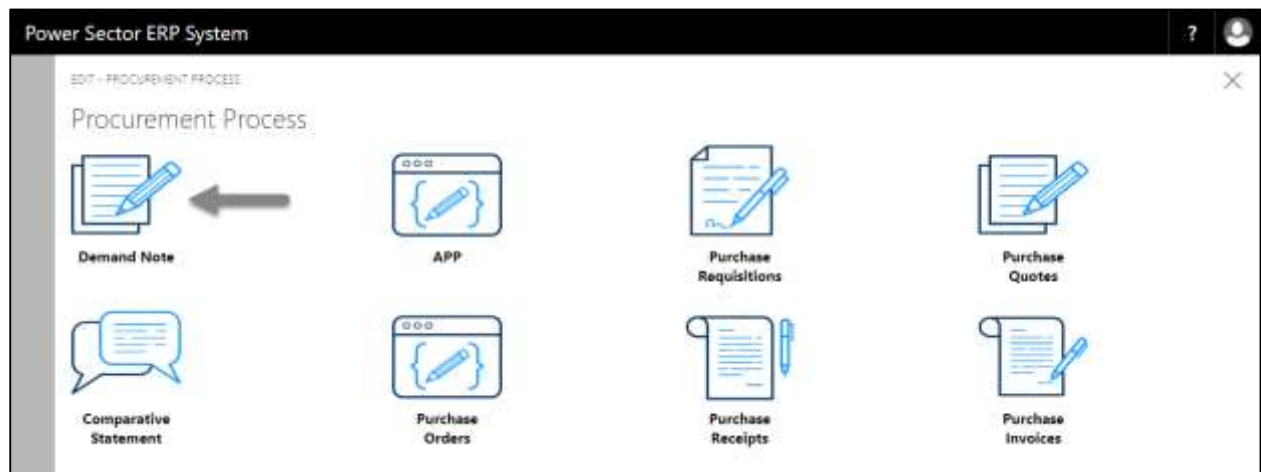 Power Sector ERP System ?
EDIT - PROCUREMENT PROCESS
Procurement Process
Demand Note
APP
Purchase
Requisitions
Purchase
Quotes
Comparative
Statement
Purchase
Orders
Purchase
Receipts
Purchase
Invoices